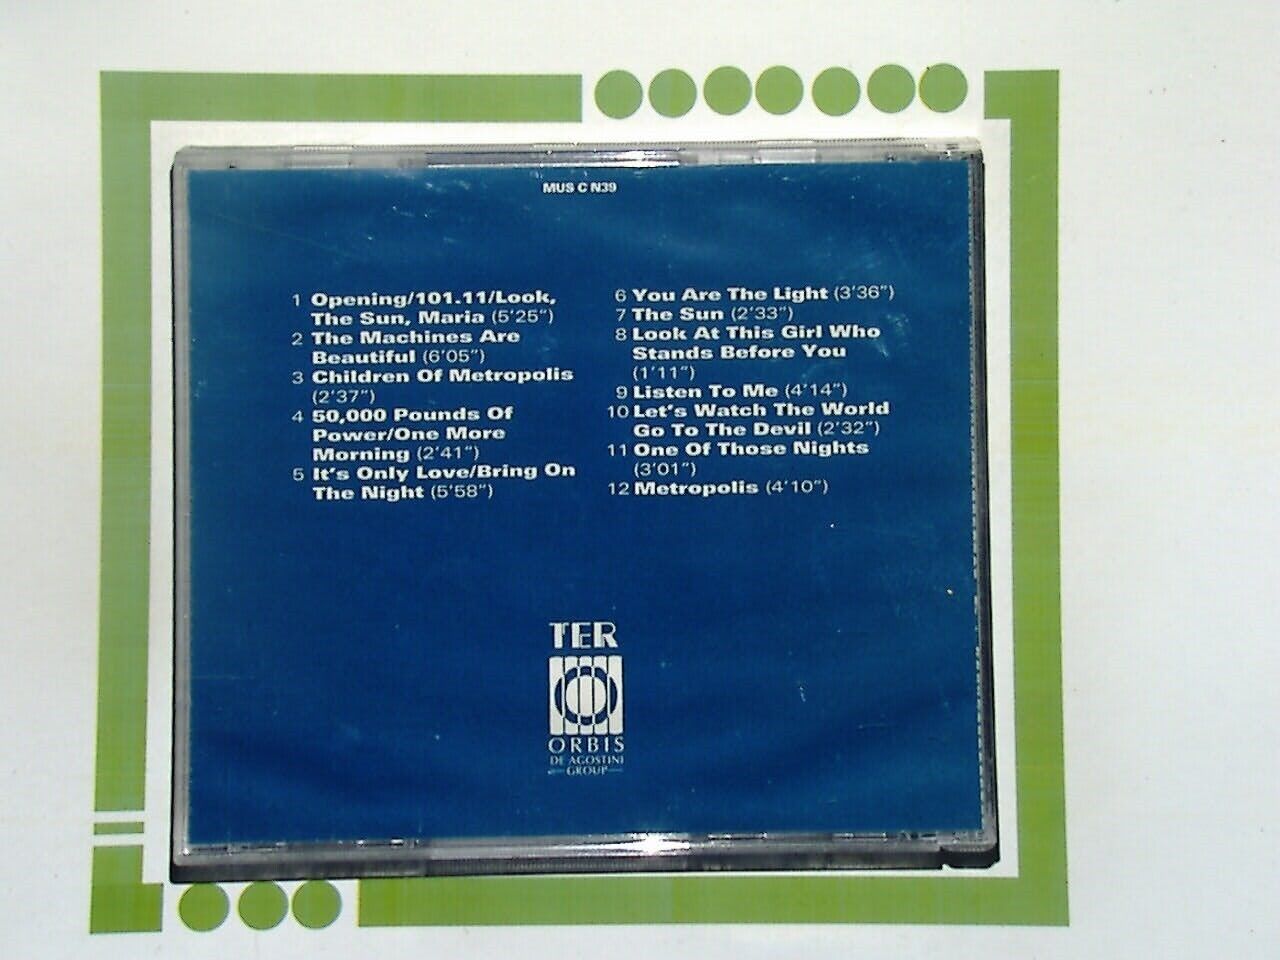 MUS C N39
1 Opening/101.11/Look,
The Sun, Maria (5'25")
2 The Machines Are
Beautiful (6'05")
3 Children Of Metropolis
(2'37")
4 50,000 Pounds Of
Power/One More
Morning (2'41")
5 It's Only Love/Bring On
The Night (5'58")
6 You Are The Light (3'36")
7 The Sun (2'33")
8 Look At This Girl Who
Stands Before You
(1'11")
9 Listen To Me (4'14")
10 Let's Watch The World
Go To The Devil (2'32")
11 One Of Those Nights
(3'01")
12 Metropolis (4'10")
TER
ORBIS
DE AGOSTINI
GROUP